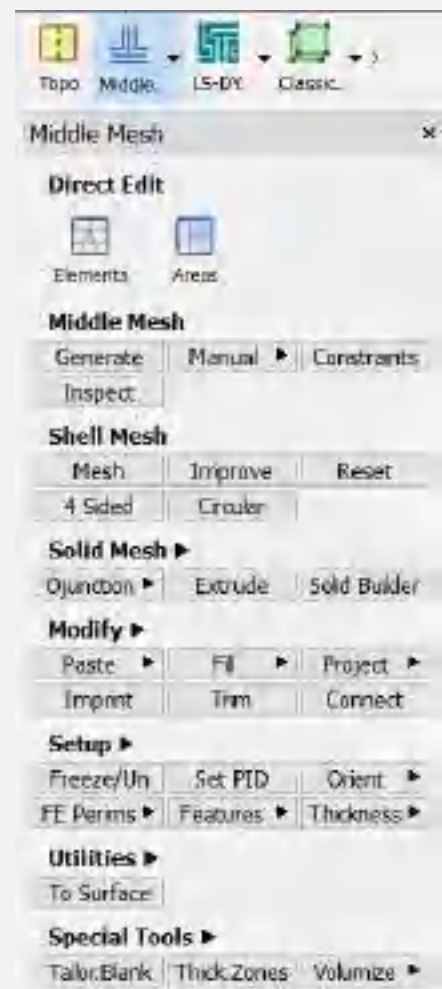 Topo Middle. LS-DY. Classic..
Middle Mesh
Direct Edit
Elements Areas
Middle Mesh
Generate Manual Constraints
Inspect
Shell Mesh
Mesh Improve Reset
4 Sided Circular
Solid Mesh
Ojunction Extrude Solid Builder
Modify
Paste Fill Project
Imprint Trim Connect
Setup
Freeze/Un Set PID Orient
FE Perims Features Thickness
Utilities
To Surface
Special Tools
Tailor.Blank Thick.Zones Volumize